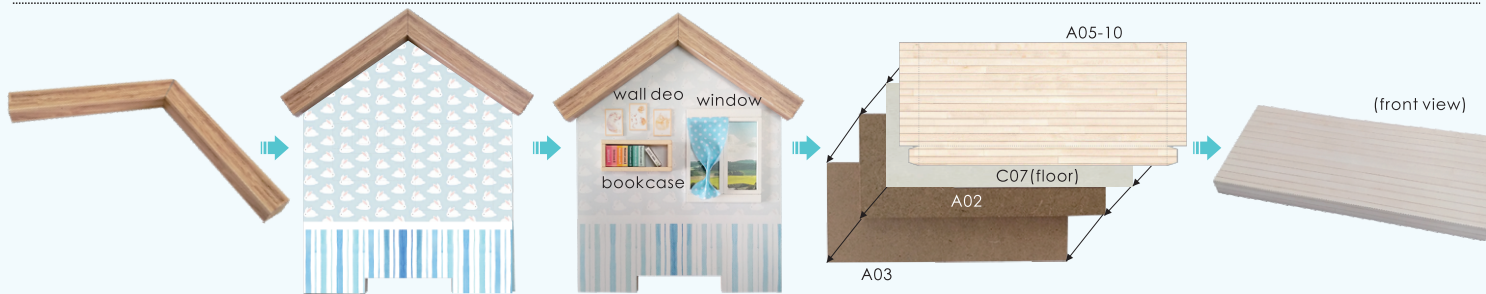 wall deo
window
bookcase
A05-10
C07(floor)
A02
A03
(front view)